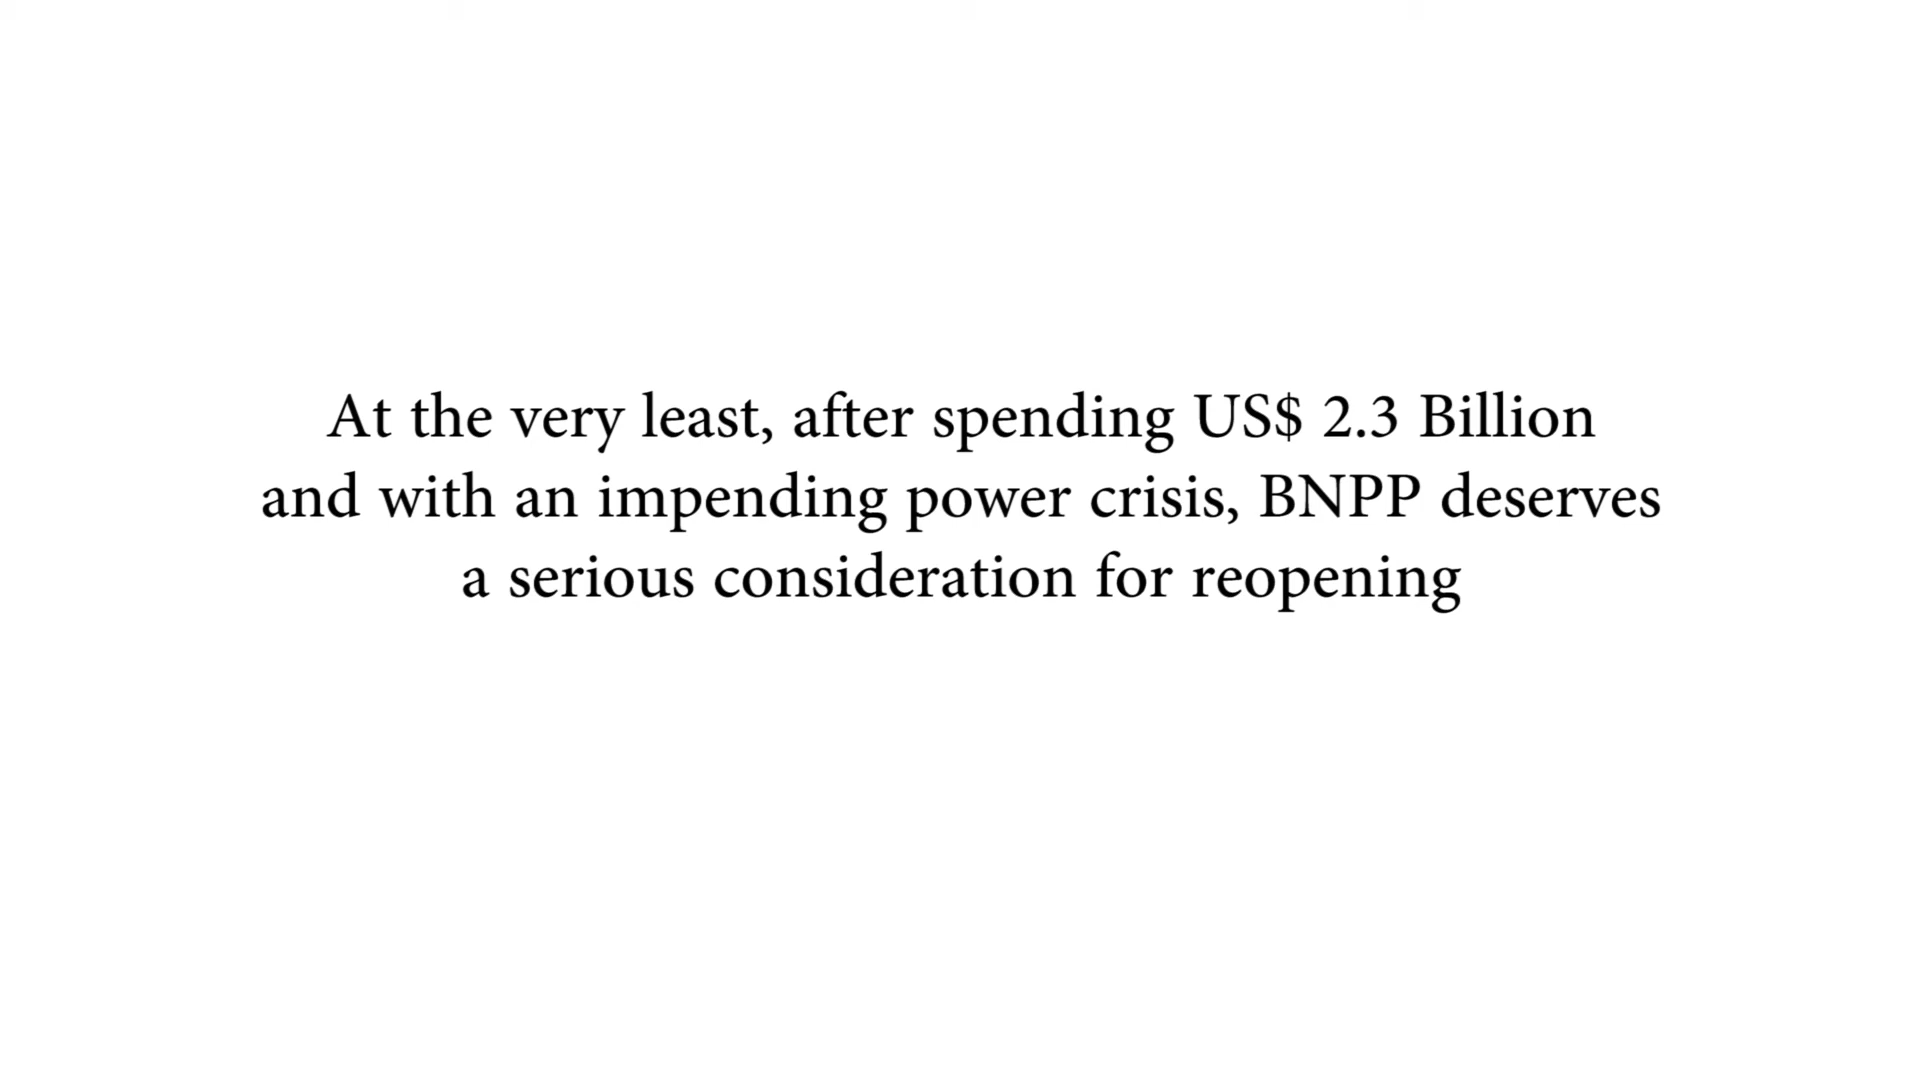 At the very least, after spending US$ 2.3 Billion
and with an impending power crisis, BNPP deserves
a serious consideration for reopening